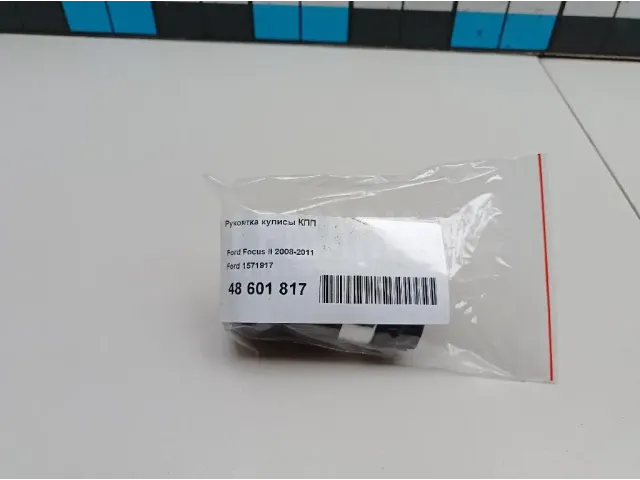 Рукоятка кулисы КПП
Ford Focus II 2008-2011
Ford 1571917
48 601 817